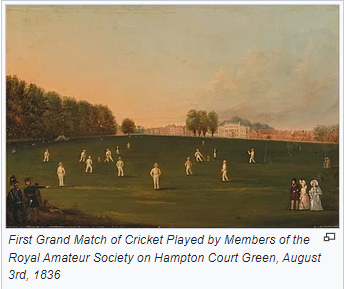 First Grand Match of Cricket Played by Members of the
Royal Amateur Society on Hampton Court Green, August
3rd, 1836